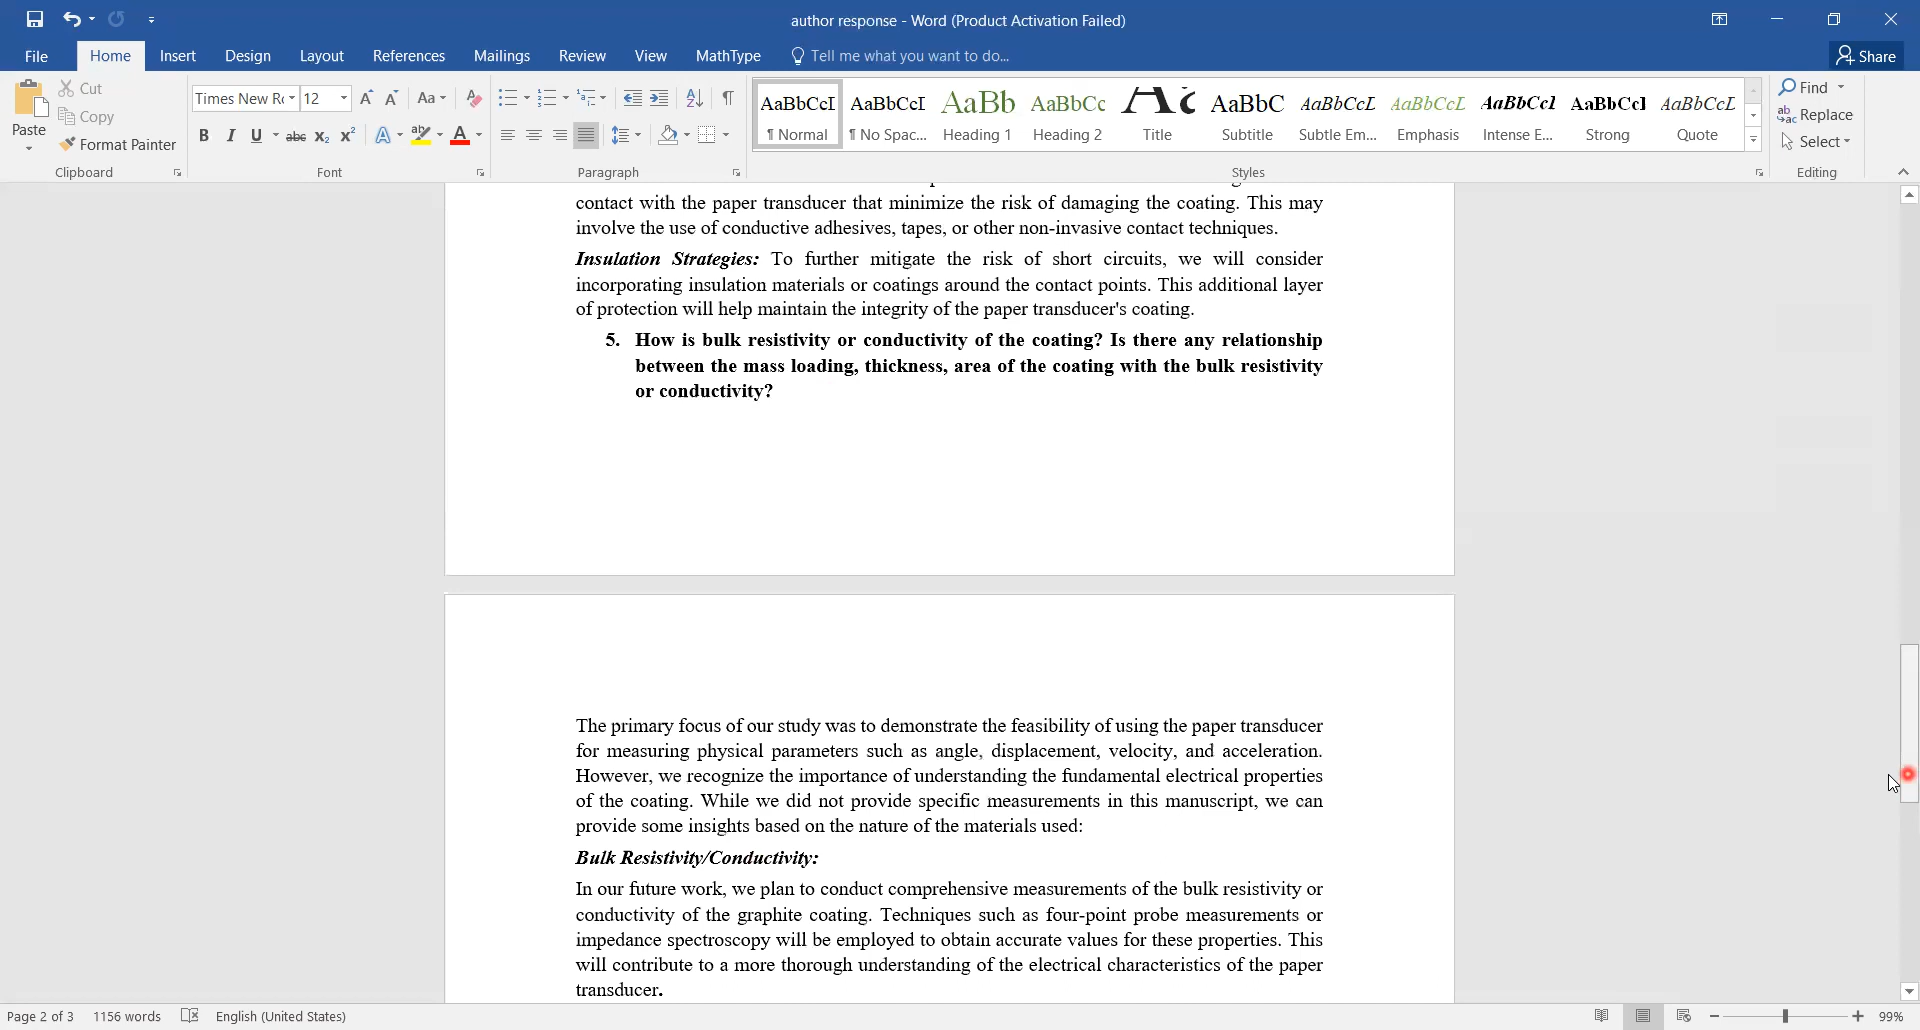 author response - Word (Product Activation Failed)
File Home Insert Design Layout References Mailings Review View MathType Tell me what you want to do... Share
Paste Cut Copy Format Painter
Times New Rc 12
AaBbCcI AaBbCcI AaBb AaBbCc AaBbC AaBbCcL AaBbCcL AaBbCcI AaBbCcI AaBbCcL
¶ Normal ¶ No Spac... Heading 1 Heading 2 Title Subtitle Subtle Em... Emphasis Intense E... Strong Quote
Find
Replace
Select
Clipboard Font Paragraph Styles Editing
contact with the paper transducer that minimize the risk of damaging the coating. This may
involve the use of conductive adhesives, tapes, or other non-invasive contact techniques.
Insulation Strategies: To further mitigate the risk of short circuits, we will consider
incorporating insulation materials or coatings around the contact points. This additional layer
of protection will help maintain the integrity of the paper transducer's coating.
5. How is bulk resistivity or conductivity of the coating? Is there any relationship
between the mass loading, thickness, area of the coating with the bulk resistivity
or conductivity?
The primary focus of our study was to demonstrate the feasibility of using the paper transducer
for measuring physical parameters such as angle, displacement, velocity, and acceleration.
However, we recognize the importance of understanding the fundamental electrical properties
of the coating. While we did not provide specific measurements in this manuscript, we can
provide some insights based on the nature of the materials used:
Bulk Resistivity/Conductivity:
In our future work, we plan to conduct comprehensive measurements of the bulk resistivity or
conductivity of the graphite coating. Techniques such as four-point probe measurements or
impedance spectroscopy will be employed to obtain accurate values for these properties. This
will contribute to a more thorough understanding of the electrical characteristics of the paper
transducer.
Page 2 of 3 1156 words English (United States) 99%